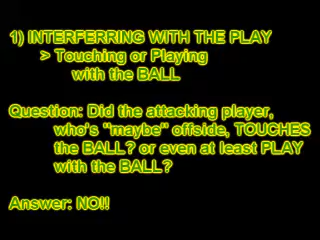 1) INTERFERRING WITH THE PLAY
> Touching or Playing
with the BALL
Question: Did the attacking player,
who's "maybe" offside, TOUCHES
the BALL? or even at least PLAY
with the BALL?
Answer: NO!!